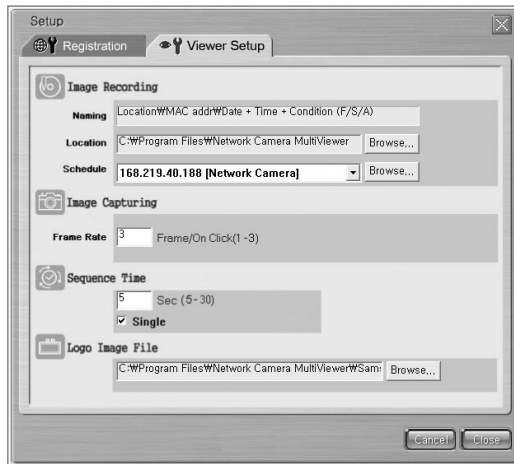 Setup
Registration
Viewer Setup
Image Recording
Naming
Location₩MAC addr₩Date + Time + Condition (F/S/A)
Location
C:₩Program Files₩Network Camera MultiViewer
Browse...
Schedule
168.219.40.188 [Network Camera]
Browse...
Image Capturing
Frame Rate
3
Frame/On Click(1-3)
Sequence Time
5
Sec (5-30)
Single
Logo Image File
C:₩Program Files₩Network Camera MultiViewer₩Sam:
Browse...
Cancel
Close